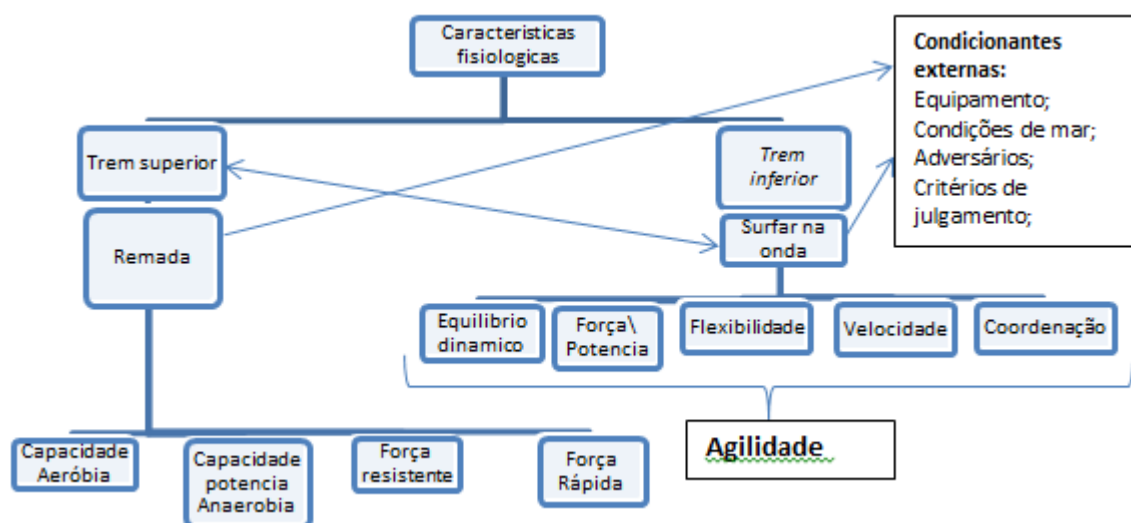 Caracteristicas
fisiologicas
Condicionantes
externas:
Equipamento;
Condições de mar;
Adversários;
Critérios de
julgamento;
Trem superior
Trem
inferior
Remada
Surfar na
onda
Equilibrio
dinamico
Força\
Potencia
Flexibilidade
Velocidade
Coordenação
Agilidade
Capacidade
Aeróbia
Capacidade
potencia
Anaerobia
Força
resistente
Força
Rápida